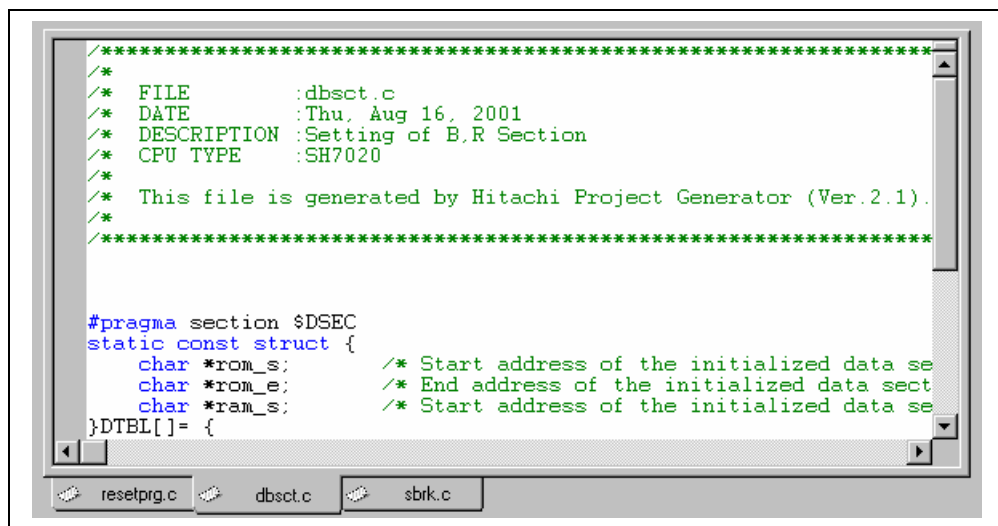 /*****************************************************************
/*
/* FILE :dbsct.c
/* DATE :Thu, Aug 16, 2001
/* DESCRIPTION :Setting of B,R Section
/* CPU TYPE :SH7020
/*
/* This file is generated by Hitachi Project Generator (Ver.2.1).
/*
/*****************************************************************
#pragma section $DSEC
static const struct {
char *rom_s; /* Start address of the initialized data se
char *rom_e; /* End address of the initialized data sect
char *ram_s; /* Start address of the initialized data se
}DTBL[]= {
resetprg.c dbsct.c sbrk.c